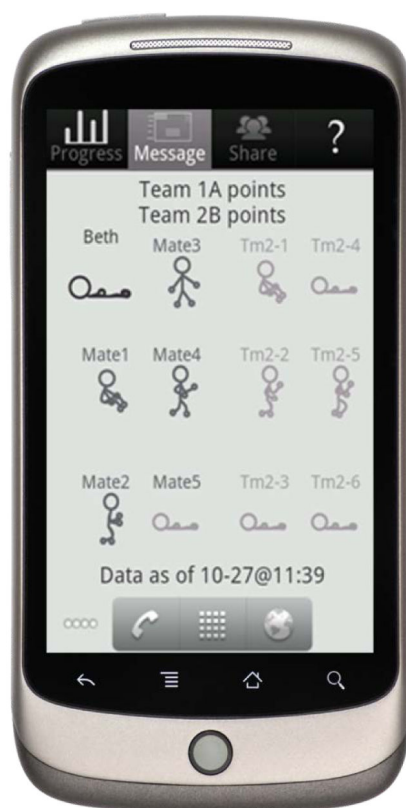 Progress Message Share ?
Team 1A points
Team 2B points
Beth Mate3 Tm2-1 Tm2-4
Mate1 Mate4 Tm2-2 Tm2-5
Mate2 Mate5 Tm2-3 Tm2-6
Data as of 10-27@11:39